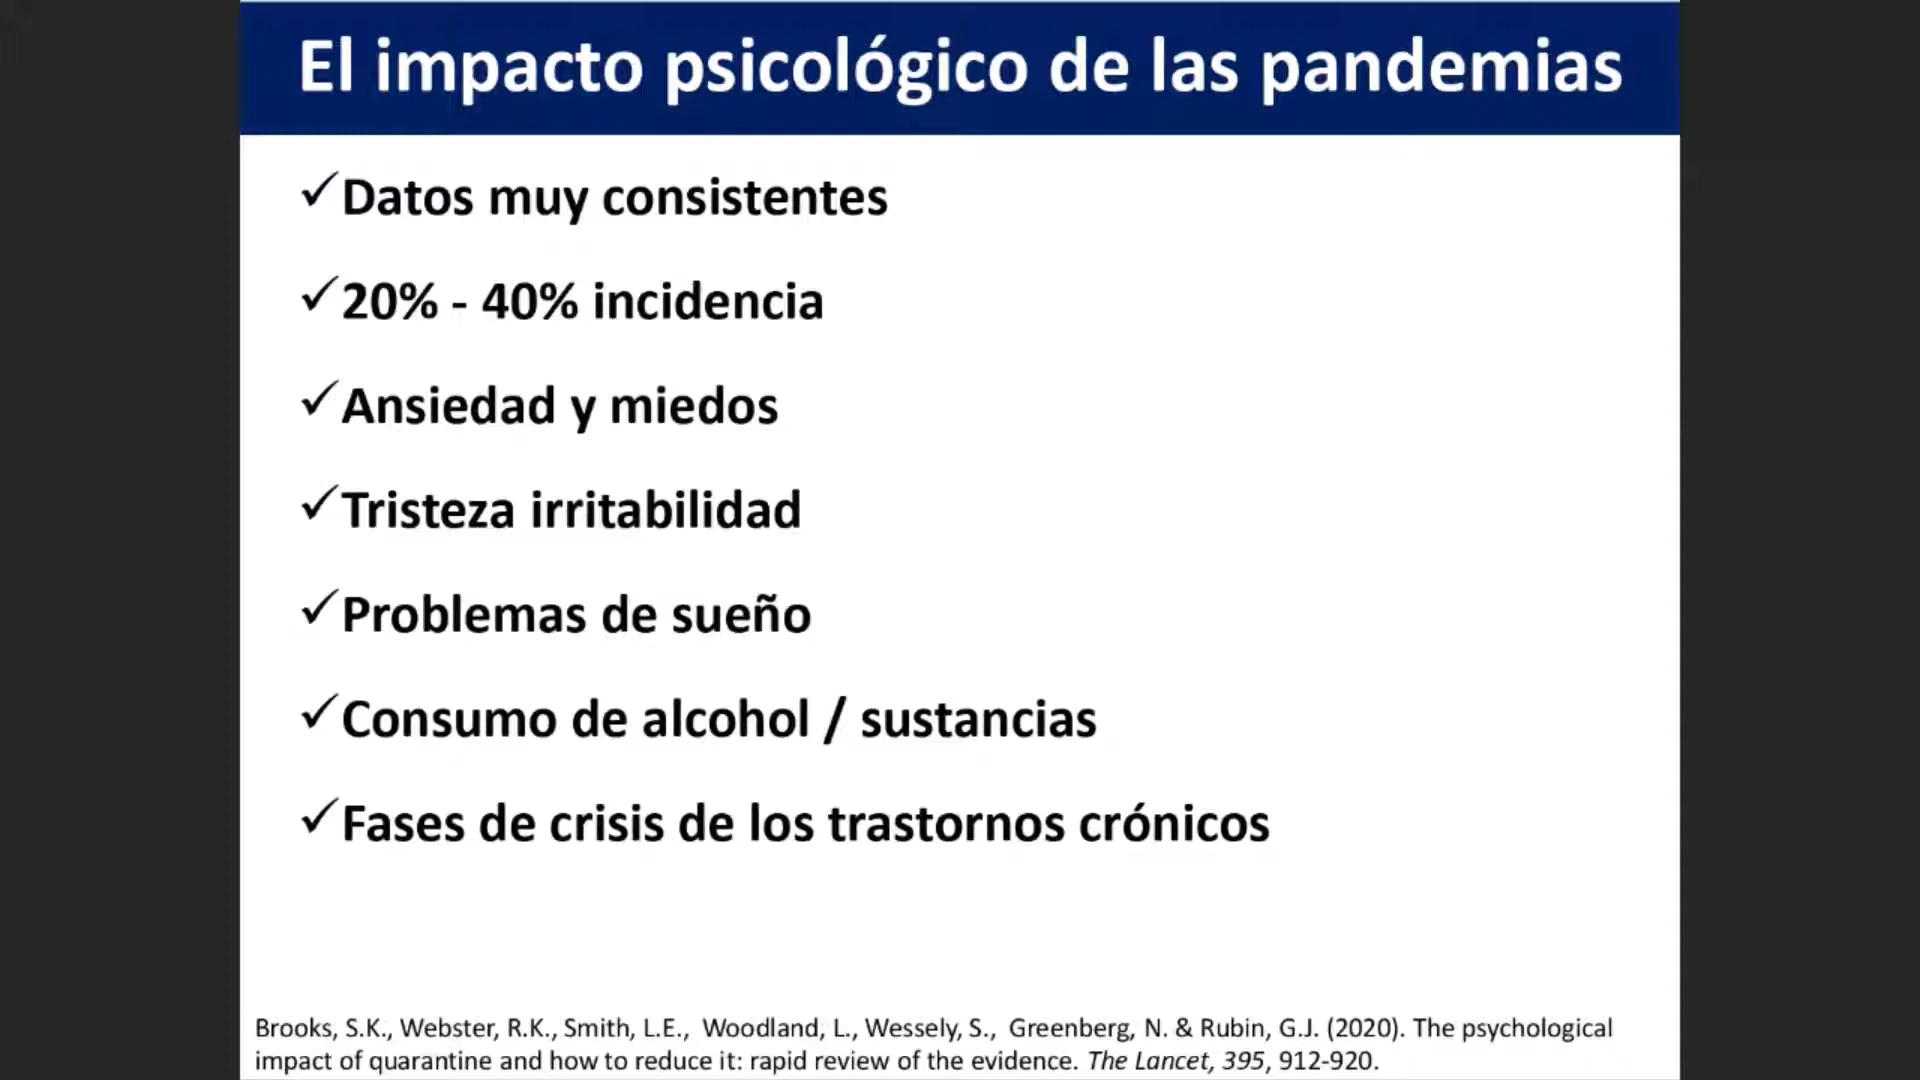 El impacto psicológico de las pandemias
✓Datos muy consistentes
✓20% - 40% incidencia
✓Ansiedad y miedos
✓Tristeza irritabilidad
✓Problemas de sueño
✓Consumo de alcohol / sustancias
✓Fases de crisis de los trastornos crónicos
Brooks, S.K., Webster, R.K., Smith, L.E., Woodland, L., Wessely, S., Greenberg, N. & Rubin, G.J. (2020). The psychological
impact of quarantine and how to reduce it: rapid review of the evidence. The Lancet, 395, 912-920.